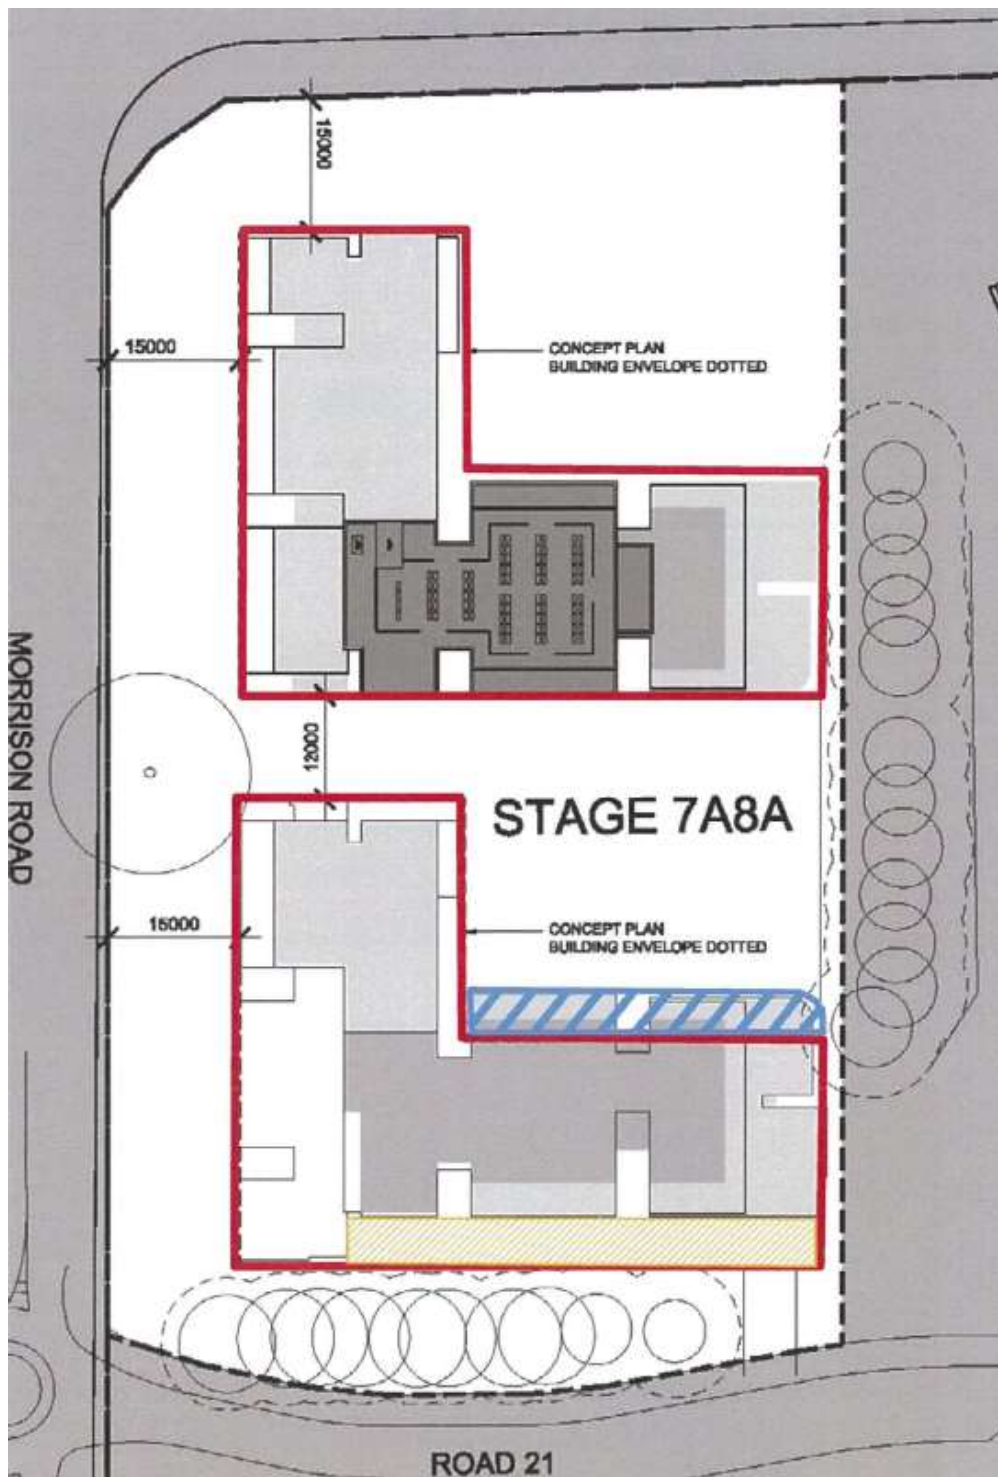 15000
15000
CONCEPT PLAN
BUILDING ENVELOPE DOTTED
MORRISON ROAD
12000
STAGE 7A8A
15000
CONCEPT PLAN
BUILDING ENVELOPE DOTTED
ROAD 21